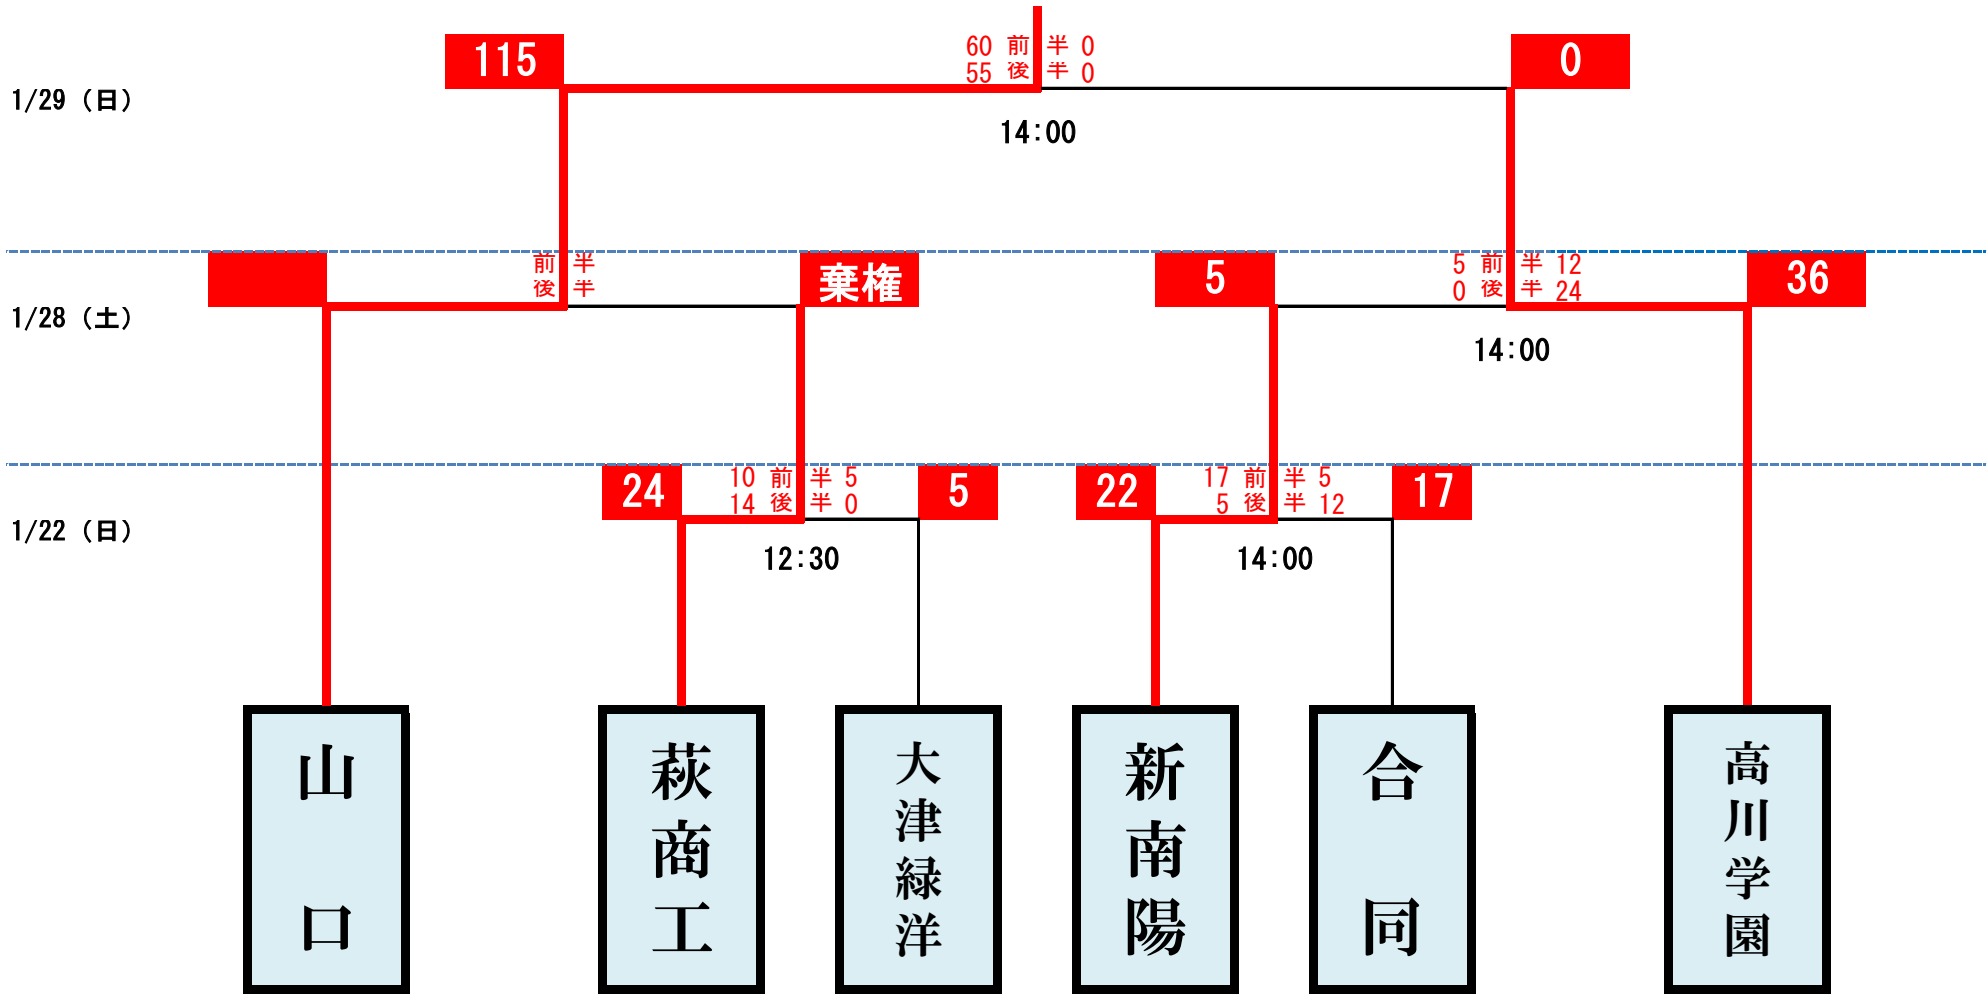 115
60 前 半 0
55 後 半 0
0
1/29 (日)
14:00
前 半
後 半
棄権
5
5 前 半 12
0 後 半 24
36
1/28 (土)
14:00
24
10 前 半 5
14 後 半 0
5
22
17 前 半 5
5 後 半 12
17
1/22 (日)
12:30
14:00
山口
萩商工
大津緑洋
新南陽
合同
高川学園